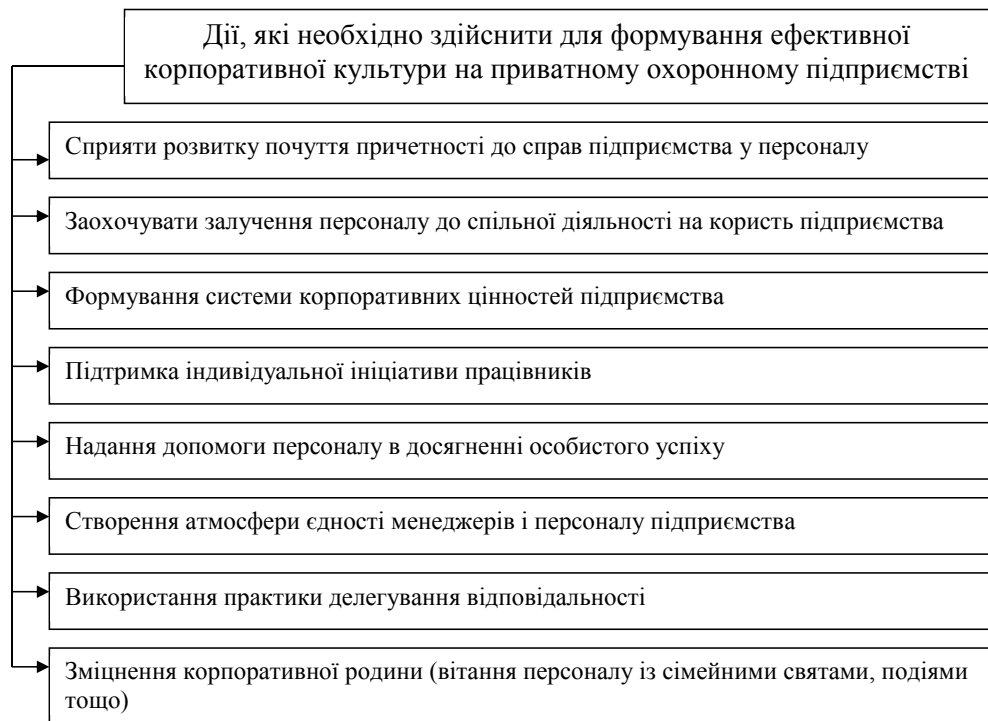 Дії, які необхідно здійснити для формування ефективної
корпоративної культури на приватному охоронному підприємстві
Сприяти розвитку почуття причетності до справ підприємства у персоналу
Заохочувати залучення персоналу до спільної діяльності на користь підприємства
Формування системи корпоративних цінностей підприємства
Підтримка індивідуальної ініціативи працівників
Надання допомоги персоналу в досягненні особистого успіху
Створення атмосфери єдності менеджерів і персоналу підприємства
Використання практики делегування відповідальності
Зміцнення корпоративної родини (вітання персоналу із сімейними святами, подіями
тощо)